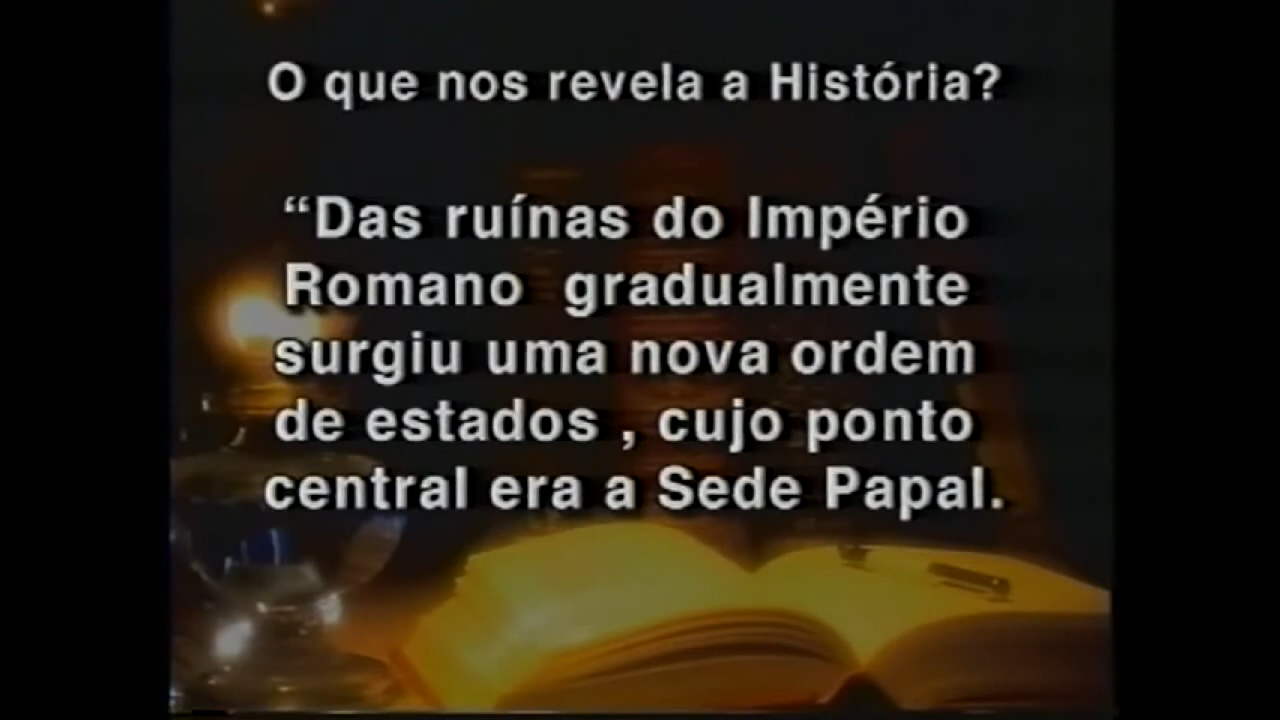 O que nos revela a História?
“Das ruínas do Império
Romano gradualmente
surgiu uma nova ordem
de estados , cujo ponto
central era a Sede Papal.